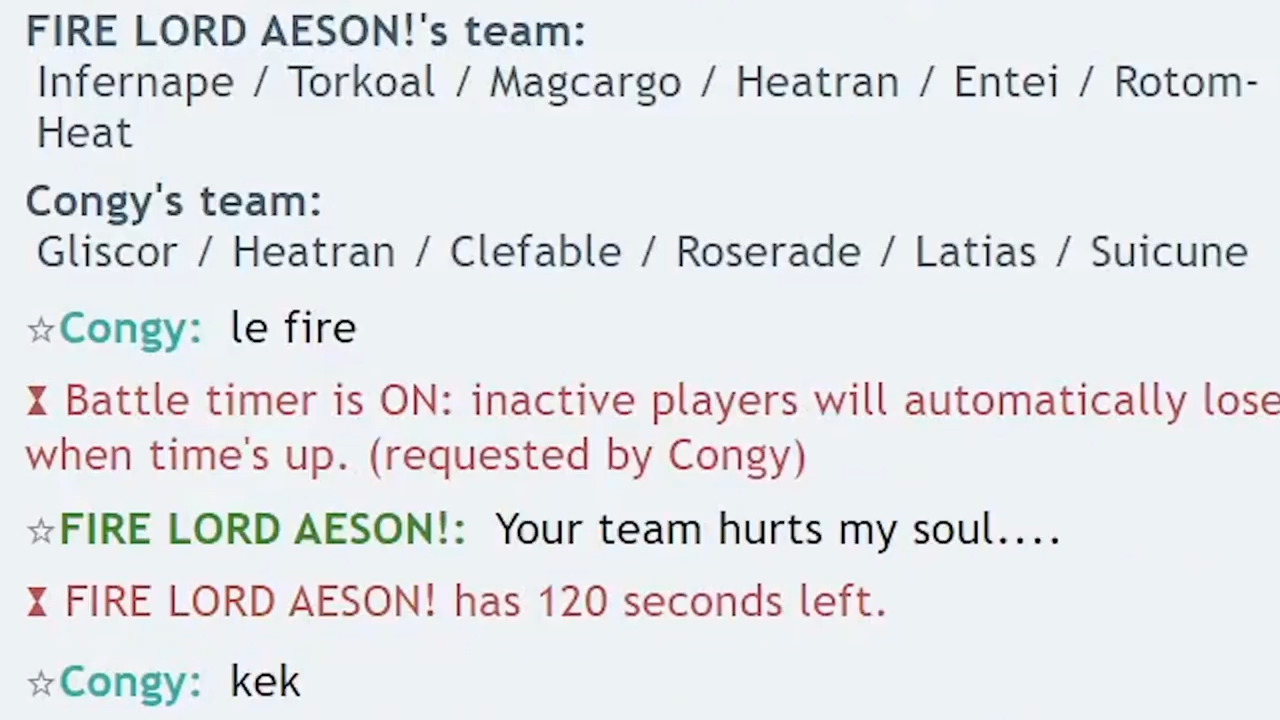 FIRE LORD AESON!'s team:
Infernape / Torkoal / Magcargo / Heatran / Entei / Rotom-
Heat
Congy's team:
Gliscor / Heatran / Clefable / Roserade / Latias / Suicune
☆Congy: le fire
⧗ Battle timer is ON: inactive players will automatically lose
when time's up. (requested by Congy)
☆FIRE LORD AESON!: Your team hurts my soul....
⧗ FIRE LORD AESON! has 120 seconds left.
☆Congy: kek